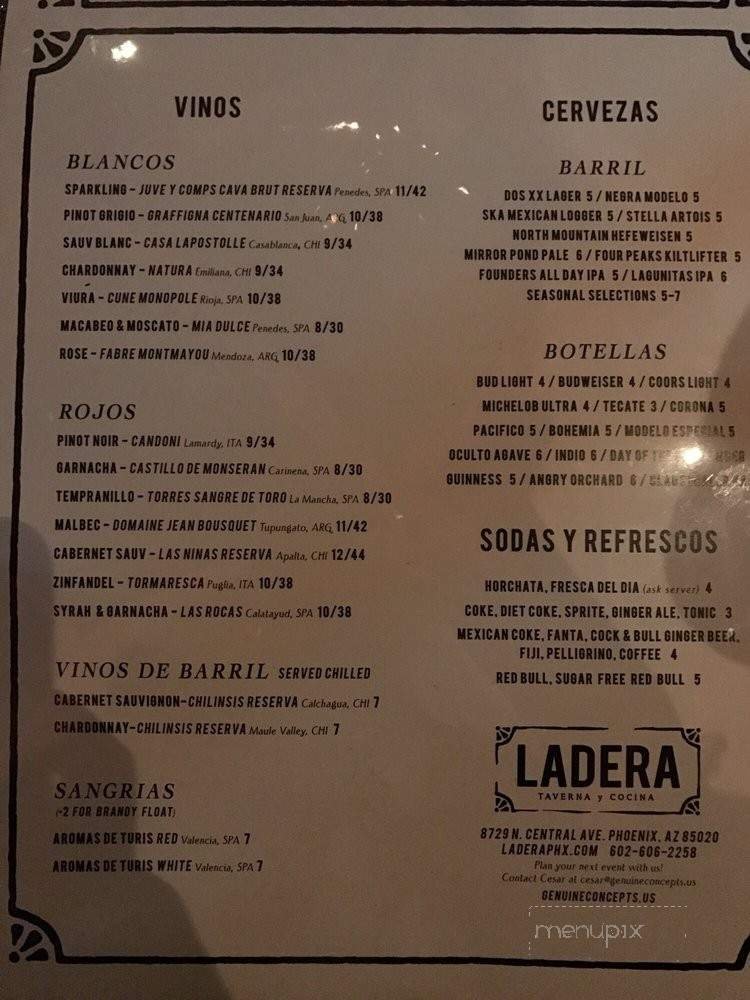 VINOS
BLANCOS
SPARKLING - JUVE Y COMPS CAVA BRUT RESERVA Penedes, SPA 11/42
PINOT GRIGIO - GRAFFIGNA CENTENARIO San Juan, ARG 10/38
SAUV BLANC - CASA LAPOSTOLLE Casablanca, CHI 9/34
CHARDONNAY - NATURA Emiliana, CHI 9/34
VIURA - CUNE MONOPOLE Rioja, SPA 10/38
MACABEO & MOSCATO - MIA DULCE Penedes, SPA 8/30
ROSE - FABRE MONTMAYOU Mendoza, ARG 10/38
ROJOS
PINOT NOIR - CANDONI Lamardy, ITA 9/34
GARNACHA - CASTILLO DE MONSERAN Carinena, SPA 8/30
TEMPRANILLO - TORRES SANGRE DE TORO La Mancha, SPA 8/30
MALBEC - DOMAINE JEAN BOUSQUET Tupungato, ARG 11/42
CABERNET SAUV - LAS NINAS RESERVA Apalta, CHI 12/44
ZINFANDEL - TORMARESCA Puglia, ITA 10/38
SYRAH & GARNACHA - LAS ROCAS Calatayud, SPA 10/38
VINOS DE BARRIL SERVED CHILLED
CABERNET SAUVIGNON-CHILINSIS RESERVA Calchagua, CHI 7
CHARDONNAY-CHILINSIS RESERVA Maule Valley, CHI 7
SANGRIAS
(+2 FOR BRANDY FLOAT)
AROMAS DE TURIS RED Valencia, SPA 7
AROMAS DE TURIS WHITE Valencia, SPA 7
CERVEZAS
BARRIL
DOS XX LAGER 5 / NEGRA MODELO 5
SKA MEXICAN LOGGER 5 / STELLA ARTOIS 5
NORTH MOUNTAIN HEFEWEISEN 5
MIRROR POND PALE 6 / FOUR PEAKS KILTLIFTER 5
FOUNDERS ALL DAY IPA 5 / LAGUNITAS IPA 6
SEASONAL SELECTIONS 5-7
BOTELLAS
BUD LIGHT 4 / BUDWEISER 4 / COORS LIGHT 4
MICHELOB ULTRA 4 / TECATE 3 / CORONA 5
PACIFICO 5 / BOHEMIA 5 / MODELO ESPECIAL 5
OCULTO AGAVE 6 / INDIO 6 / DAY OF
GUINNESS 5 / ANGRY ORCHARD 6 /
SODAS Y REFRESCOS
HORCHATA, FRESCA DEL DIA (ask server) 4
COKE, DIET COKE, SPRITE, GINGER ALE, TONIC 3
MEXICAN COKE, FANTA, COCK & BULL GINGER BEER,
FIJI, PELLIGRINO, COFFEE 4
RED BULL, SUGAR FREE RED BULL 5
LADERA
TAVERNA y COCINA
8729 N. CENTRAL AVE. PHOENIX, AZ 85020
LADERAPHX.COM 602-606-2258
Plan your next event with us!
Contact Cesar at cesar@genuineconcepts.us
GENUINECONCEPTS.US
menupix